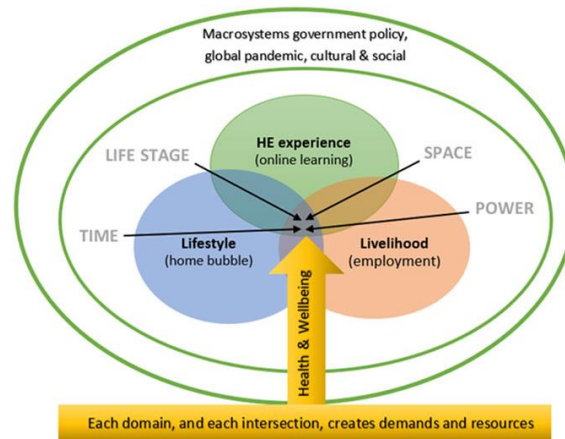 Macrosystems government policy,
global pandemic, cultural & social
HE experience
(online learning)
LIFE STAGE
SPACE
TIME
POWER
Lifestyle
(home bubble)
Livelihood
(employment)
Health & Wellbeing
Each domain, and each intersection, creates demands and resources